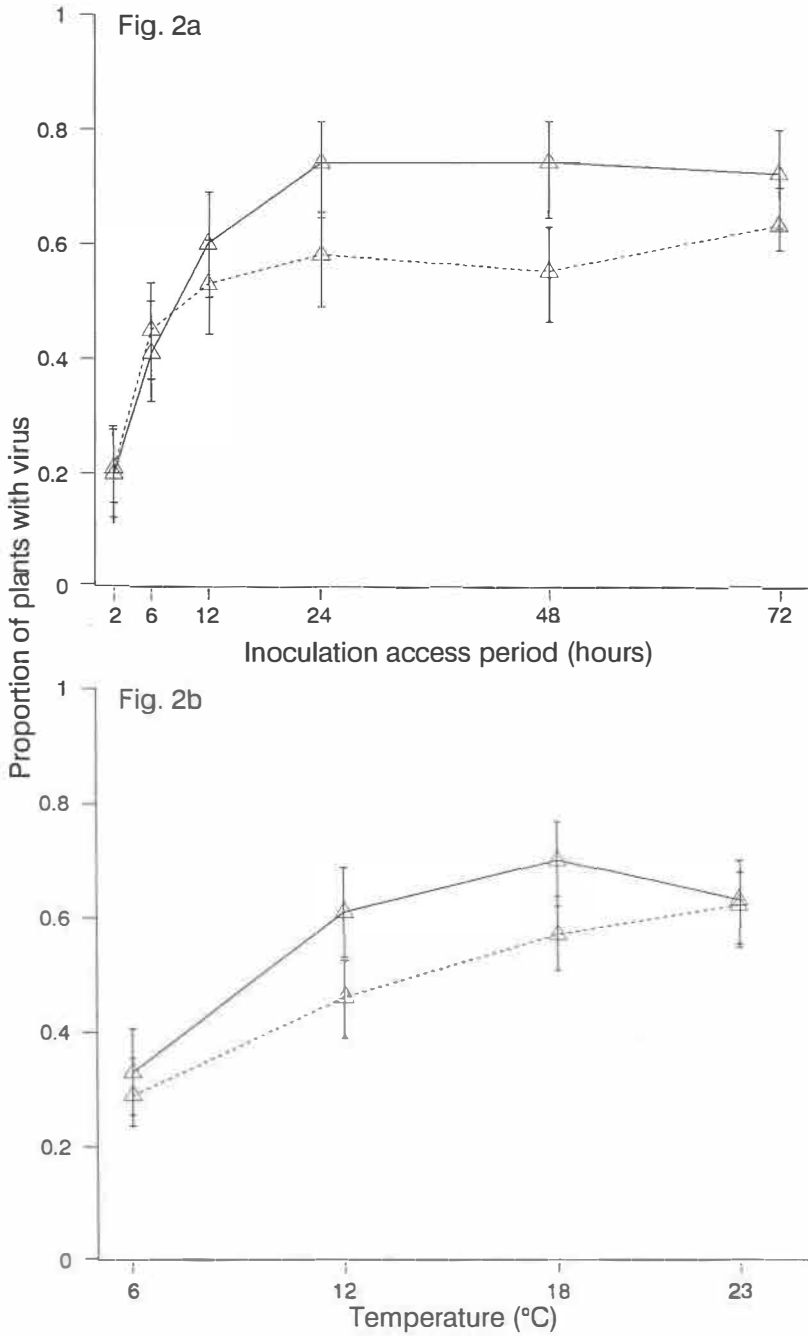 Proportion of plants with virus
Fig. 2a
1
0.8
0.6
0.4
0.2
0
2 6 12 24 48 72
Inoculation access period (hours)
Fig. 2b
1
0.8
0.6
0.4
0.2
0
6 12 18 23
Temperature (°C)